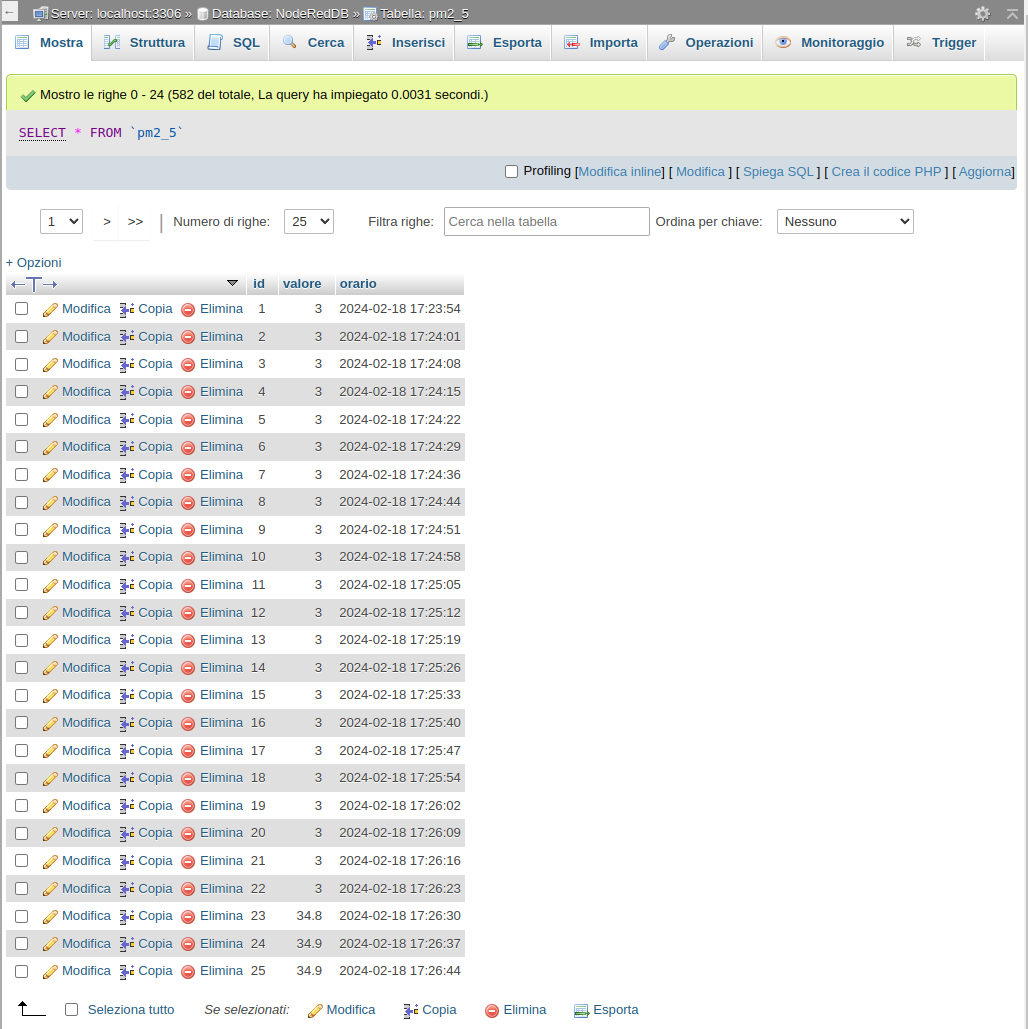 ← Server: localhost:3306 » Database: NodeRedDB » Tabella: pm2_5
Mostra Struttura SQL Cerca Inserisci Esporta Importa Operazioni Monitoraggio Trigger
Mostro le righe 0 - 24 (582 del totale, La query ha impiegato 0.0031 secondi.)
SELECT * FROM `pm2_5`
Profiling [Modifica inline] [ Modifica ] [ Spiega SQL ] [ Crea il codice PHP ] [ Aggiorna]
1 > >> | Numero di righe: 25 Filtra righe: Cerca nella tabella Ordina per chiave: Nessuno
+ Opzioni
←T→ id valore orario
Modifica Copia Elimina 1 3 2024-02-18 17:23:54
Modifica Copia Elimina 2 3 2024-02-18 17:24:01
Modifica Copia Elimina 3 3 2024-02-18 17:24:08
Modifica Copia Elimina 4 3 2024-02-18 17:24:15
Modifica Copia Elimina 5 3 2024-02-18 17:24:22
Modifica Copia Elimina 6 3 2024-02-18 17:24:29
Modifica Copia Elimina 7 3 2024-02-18 17:24:36
Modifica Copia Elimina 8 3 2024-02-18 17:24:44
Modifica Copia Elimina 9 3 2024-02-18 17:24:51
Modifica Copia Elimina 10 3 2024-02-18 17:24:58
Modifica Copia Elimina 11 3 2024-02-18 17:25:05
Modifica Copia Elimina 12 3 2024-02-18 17:25:12
Modifica Copia Elimina 13 3 2024-02-18 17:25:19
Modifica Copia Elimina 14 3 2024-02-18 17:25:26
Modifica Copia Elimina 15 3 2024-02-18 17:25:33
Modifica Copia Elimina 16 3 2024-02-18 17:25:40
Modifica Copia Elimina 17 3 2024-02-18 17:25:47
Modifica Copia Elimina 18 3 2024-02-18 17:25:54
Modifica Copia Elimina 19 3 2024-02-18 17:26:02
Modifica Copia Elimina 20 3 2024-02-18 17:26:09
Modifica Copia Elimina 21 3 2024-02-18 17:26:16
Modifica Copia Elimina 22 3 2024-02-18 17:26:23
Modifica Copia Elimina 23 34.8 2024-02-18 17:26:30
Modifica Copia Elimina 24 34.9 2024-02-18 17:26:37
Modifica Copia Elimina 25 34.9 2024-02-18 17:26:44
Seleziona tutto Se selezionati: Modifica Copia Elimina Esporta